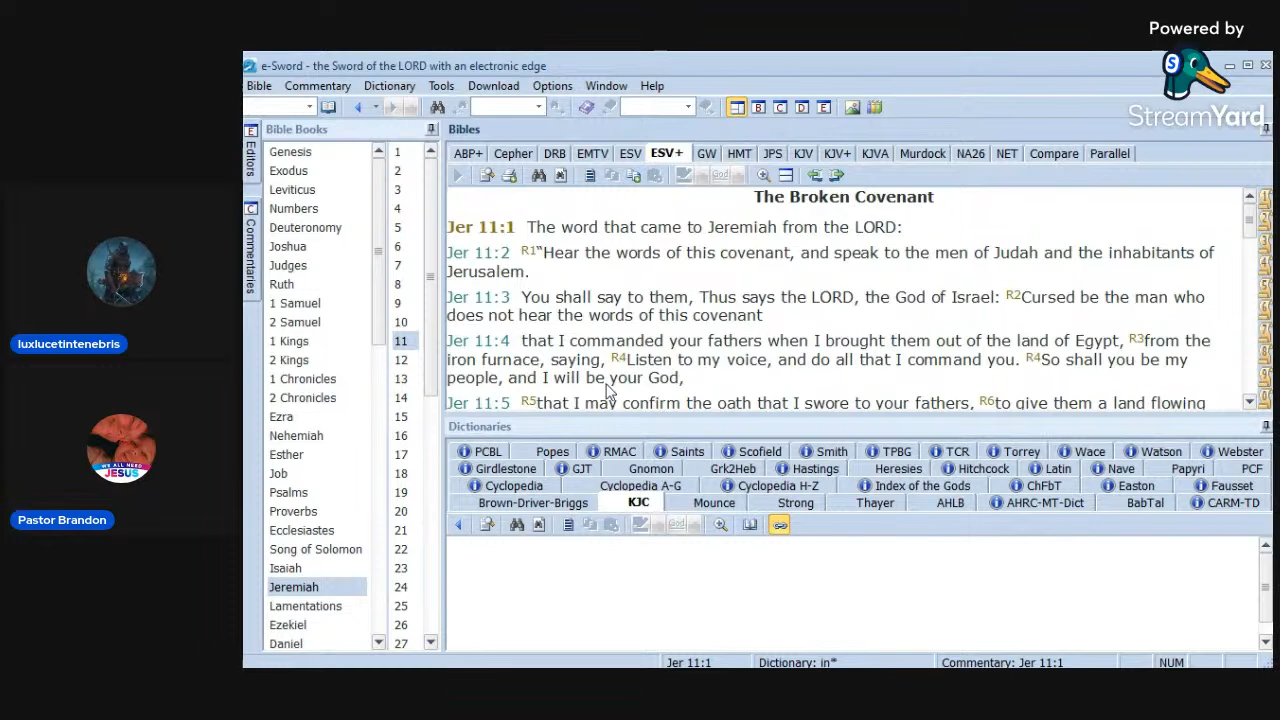 Powered by
StreamYard
e-Sword - the Sword of the LORD with an electronic edge
Bible Commentary Dictionary Tools Download Options Window Help
B C D E
Bible Books
Editors
Commentaries
Genesis 1
Exodus 2
Leviticus 3
Numbers 4
Deuteronomy 5
Joshua 6
Judges 7
Ruth 8
1 Samuel 9
2 Samuel 10
1 Kings 11
2 Kings 12
1 Chronicles 13
2 Chronicles 14
Ezra 15
Nehemiah 16
Esther 17
Job 18
Psalms 19
Proverbs 20
Ecclesiastes 21
Song of Solomon 22
Isaiah 23
Jeremiah 24
Lamentations 25
Ezekiel 26
Daniel 27
Bibles
ABP+ Cepher DRB EMTV ESV ESV+ GW HMT JPS KJV KJV+ KJVA Murdock NA26 NET Compare Parallel
The Broken Covenant
Jer 11:1 The word that came to Jeremiah from the LORD:
Jer 11:2 R1“Hear the words of this covenant, and speak to the men of Judah and the inhabitants of
Jerusalem.
Jer 11:3 You shall say to them, Thus says the LORD, the God of Israel: R2Cursed be the man who
does not hear the words of this covenant
Jer 11:4 that I commanded your fathers when I brought them out of the land of Egypt, R3from the
iron furnace, saying, R4Listen to my voice, and do all that I command you. R4So shall you be my
people, and I will be your God,
Jer 11:5 R5that I may confirm the oath that I swore to your fathers, R6to give them a land flowing
Dictionaries
PCBL Popes RMAC Saints Scofield Smith TPBG TCR Torrey Wace Watson Webster
Girdlestone GJT Gnomon Grk2Heb Hastings Heresies Hitchcock Latin Nave Papyri PCF
Cyclopedia Cyclopedia A-G Cyclopedia H-Z Index of the Gods ChFbT Easton Fausset
Brown-Driver-Briggs KJC Mounce Strong Thayer AHLB AHRC-MT-Dict BabTal CARM-TD
Jer 11:1 Dictionary: in* Commentary: Jer 11:1 NUM
luxlucetintenebris
WE ALL NEED
JESUS
Pastor Brandon